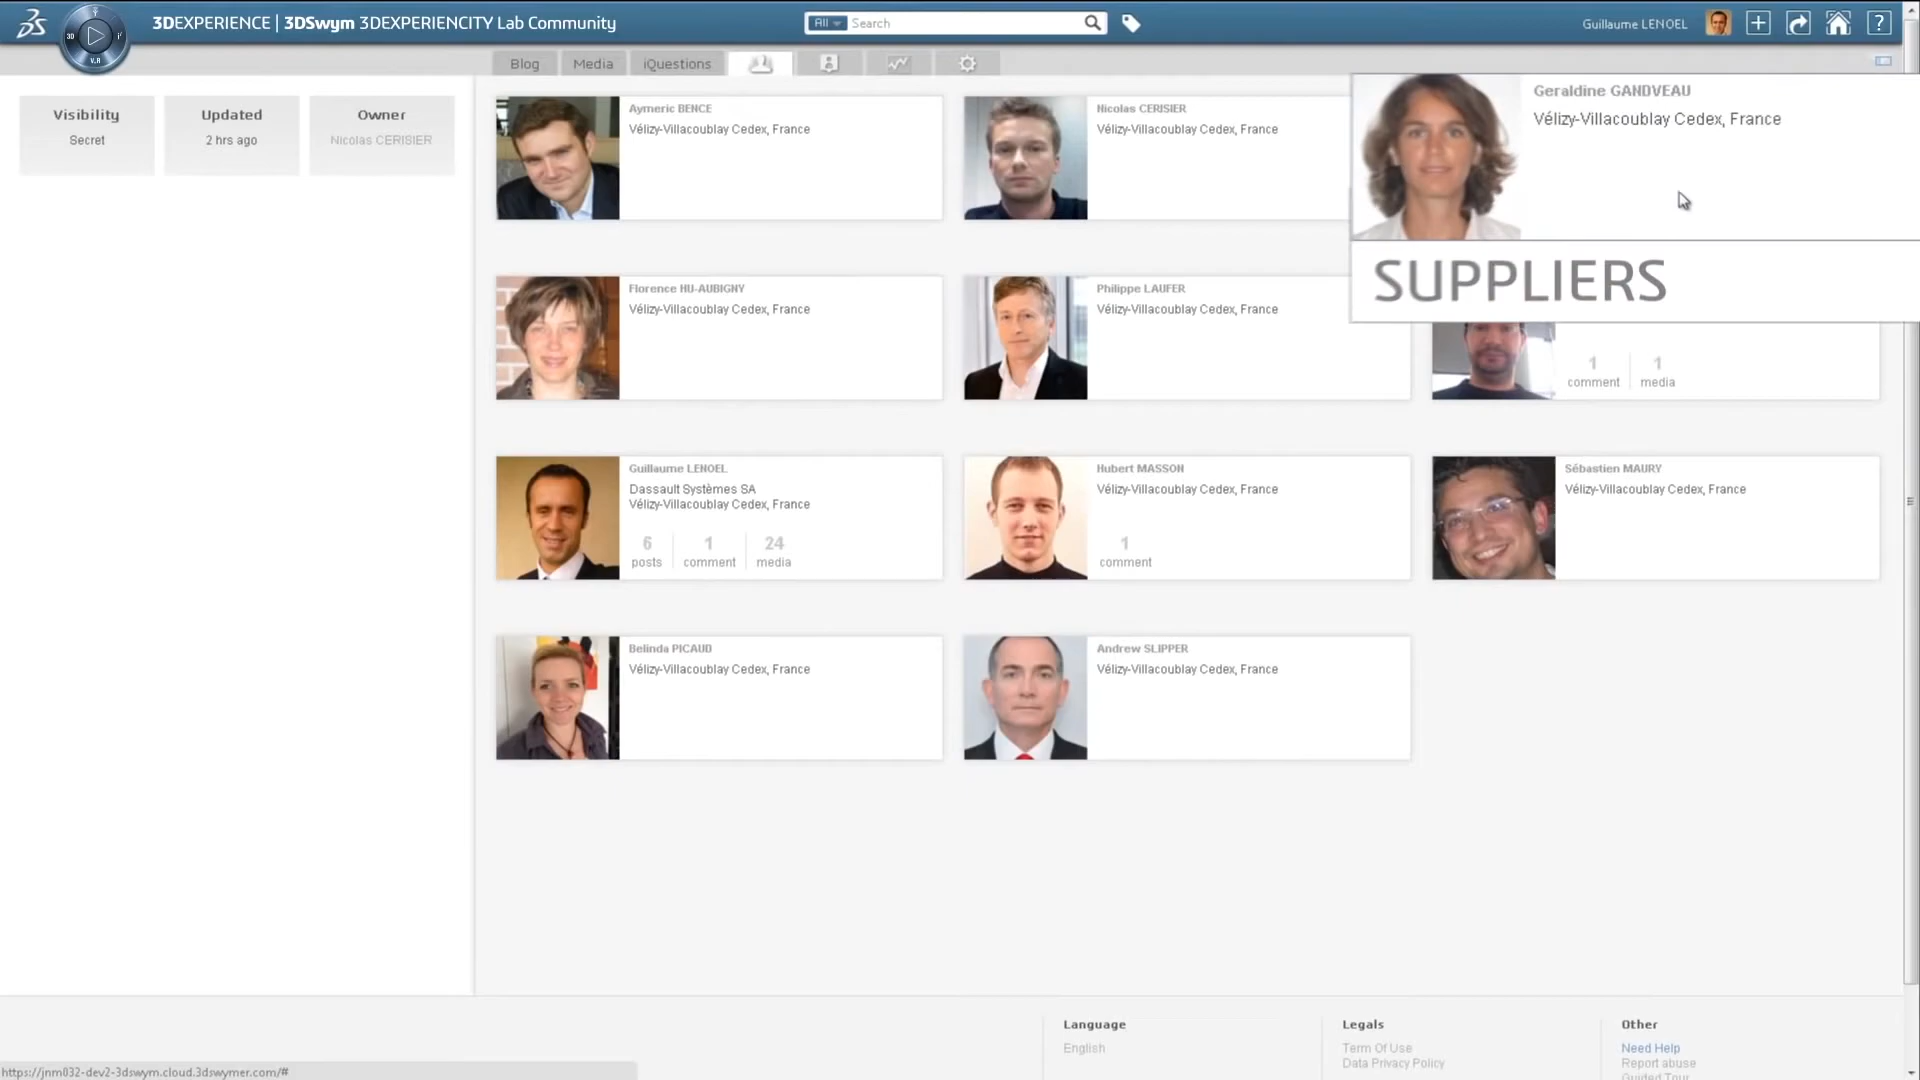 3DEXPERIENCE | 3DSwym 3DEXPERIENCITY Lab Community
All Search
Guillaume LENOEL
Blog
Media
iQuestions
Visibility
Secret
Updated
2 hrs ago
Owner
Nicolas CERISIER
Aymeric BENCE
Vélizy-Villacoublay Cedex, France
Nicolas CERISIER
Vélizy-Villacoublay Cedex, France
Geraldine GANDVEAU
Vélizy-Villacoublay Cedex, France
SUPPLIERS
Florence HU-AUBIGNY
Vélizy-Villacoublay Cedex, France
Philippe LAUFER
Vélizy-Villacoublay Cedex, France
1 comment
1 media
Guillaume LENOEL
Dassault Systèmes SA
Vélizy-Villacoublay Cedex, France
6 posts
1 comment
24 media
Hubert MASSON
Vélizy-Villacoublay Cedex, France
1 comment
Sébastien MAURY
Vélizy-Villacoublay Cedex, France
Belinda PICAUD
Vélizy-Villacoublay Cedex, France
Andrew SLIPPER
Vélizy-Villacoublay Cedex, France
Language
English
Legals
Term Of Use
Data Privacy Policy
Other
Need Help
Report abuse
Guided Tour
https://jnm032-dev2-3dswym.cloud.3dswymer.com/#